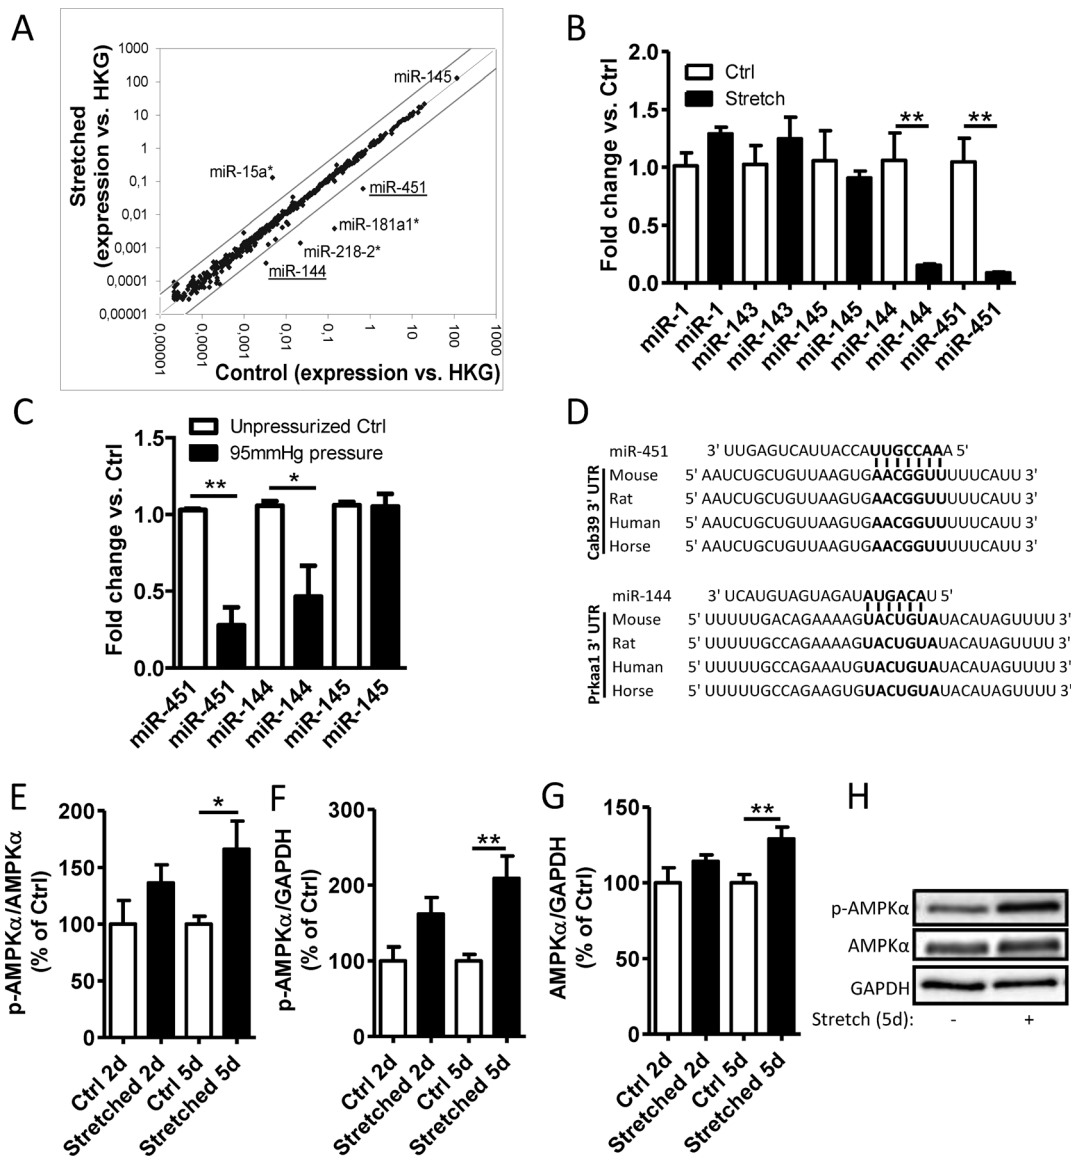 A
Stretched
(expression vs. HKG)
1000
100
10
1
0,1
0,01
0,001
0,0001
0,00001
miR-145
miR-15a*
miR-451
miR-181a1*
miR-218-2*
miR-144
0,00001
0,0001
0,001
0,01
0,1
1
10
100
1000
Control (expression vs. HKG)
B
Fold change vs. Ctrl
2.0
1.5
1.0
0.5
0.0
Ctrl
Stretch
**
**
miR-1
miR-1
miR-143
miR-143
miR-145
miR-145
miR-144
miR-144
miR-451
miR-451
C
Fold change vs. Ctrl
1.5
1.0
0.5
0.0
Unpressurized Ctrl
95mmHg pressure
**
*
miR-451
miR-451
miR-144
miR-144
miR-145
miR-145
D
miR-451 3' UUGAGUCAUUACCAUUGCCAAA 5'
Cab39 3' UTR
Mouse 5' AAUCUGCUGUUAAGUGAACGGUUUUUCAUU 3'
Rat 5' AAUCUGCUGUUAAGUGAACGGUUUUUCAUU 3'
Human 5' AAUCUGCUGUUAAGUGAACGGUUUUUCAUU 3'
Horse 5' AAUCUGCUGUUAAGUGAACGGUUUUUCAUU 3'
miR-144 3' UCAUGUAGUAGAUAUGACAU 5'
Prkaa1 3' UTR
Mouse 5' UUUUUGACAGAAAAGUACUGUAUACAUAGUUUU 3'
Rat 5' UUUUUGCCAGAAAAGUACUGUAUACAUAGUUUU 3'
Human 5' UUUUUGCCAGAAAUGUACUGUAUACAUAGUUUU 3'
Horse 5' UUUUUGCCAGAAGUGUACUGUAUACAUAGUUUU 3'
E
p-AMPKα/AMPKα
(% of Ctrl)
200
150
100
50
0
*
Ctrl 2d
Stretched 2d
Ctrl 5d
Stretched 5d
F
p-AMPKα/GAPDH
(% of Ctrl)
300
200
100
0
**
Ctrl 2d
Stretched 2d
Ctrl 5d
Stretched 5d
G
AMPKα/GAPDH
(% of Ctrl)
150
100
50
0
**
Ctrl 2d
Stretched 2d
Ctrl 5d
Stretched 5d
H
p-AMPKα
AMPKα
GAPDH
Stretch (5d): - +